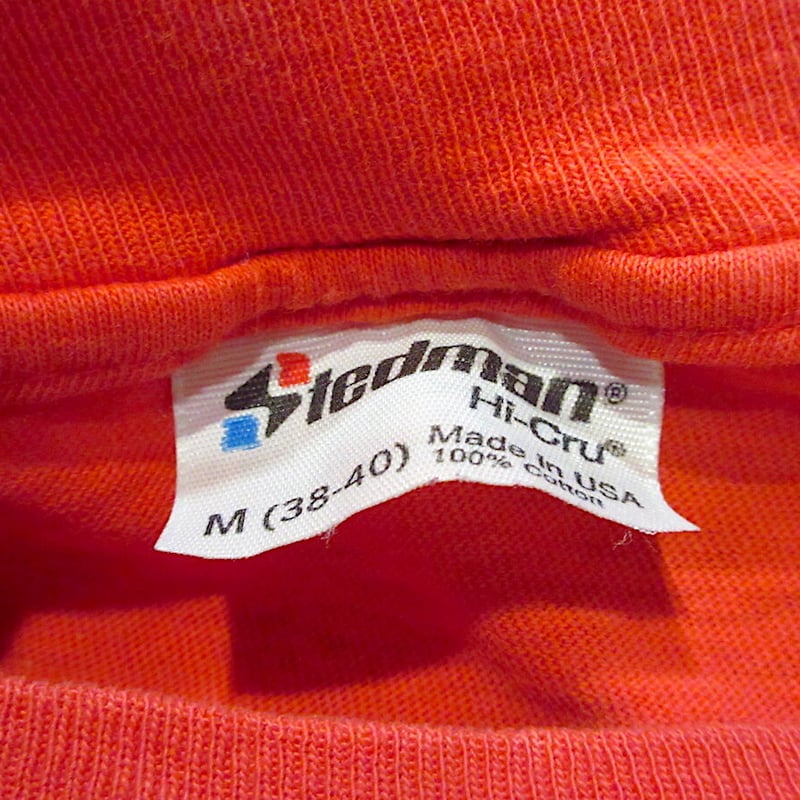 Stedman®
Hi-Cru®
M (38-40) Made in USA
100% Cotton